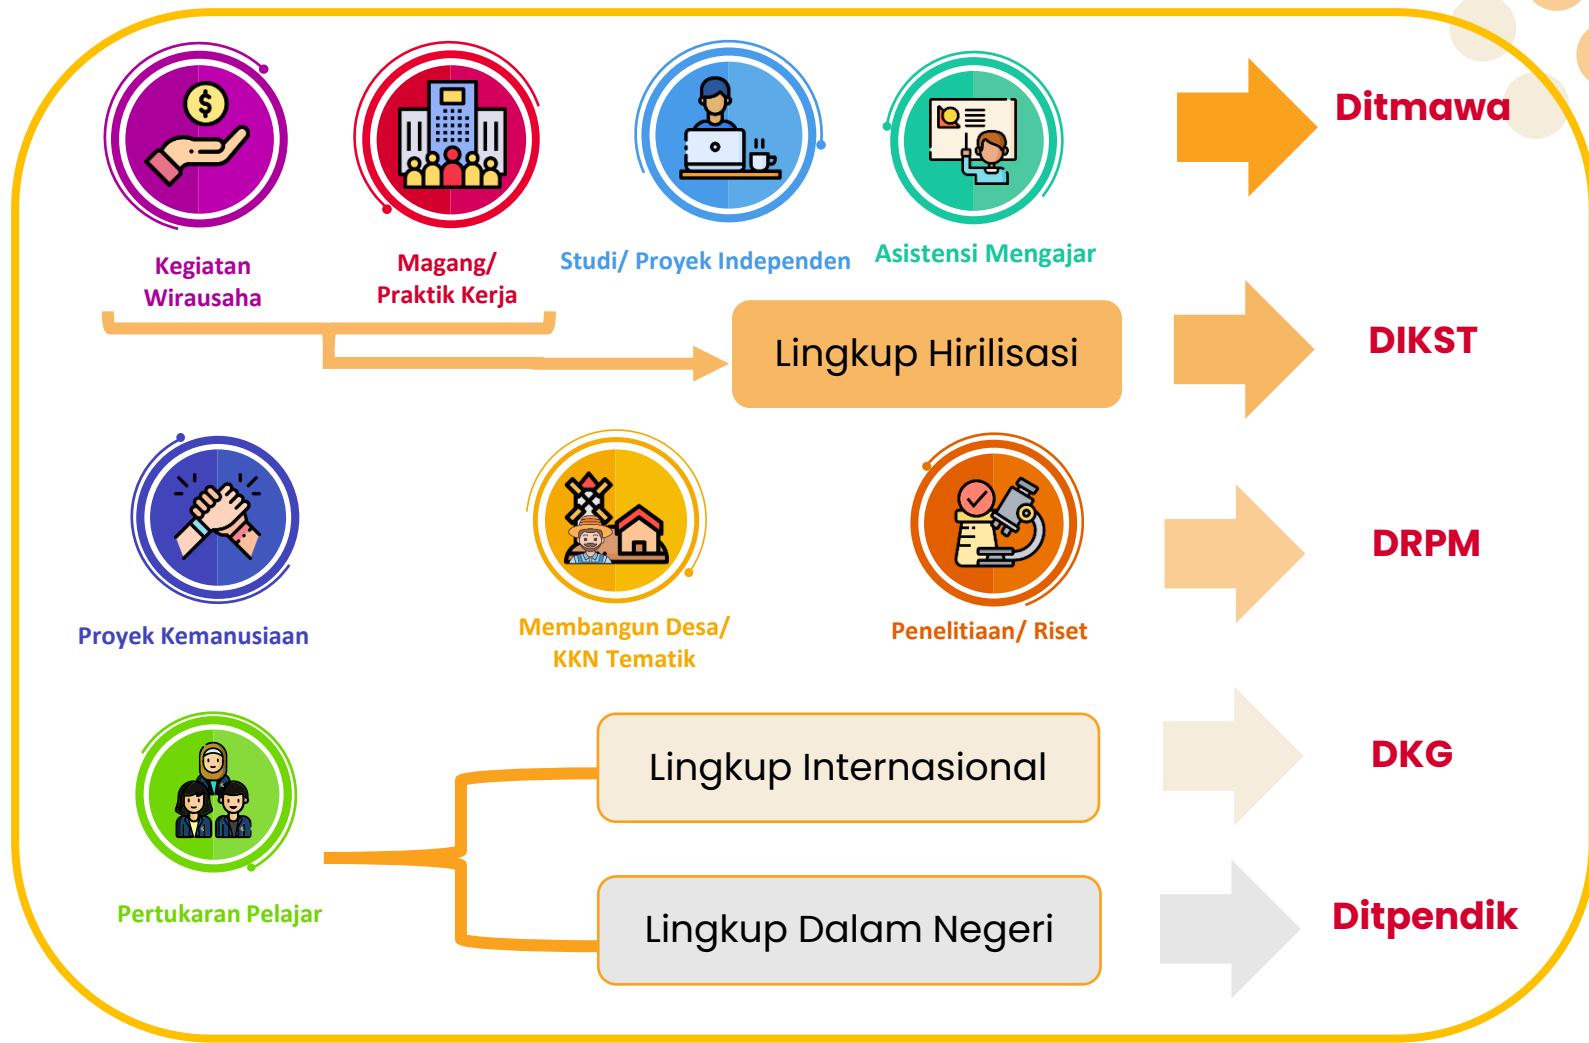 Kegiatan
Wirausaha
Magang/
Praktik Kerja
Studi/ Proyek Independen
Asistensi Mengajar
Ditmawa
Lingkup Hirilisasi
DIKST
Proyek Kemanusiaan
Membangun Desa/
KKN Tematik
Penelitiaan/ Riset
DRPM
Pertukaran Pelajar
Lingkup Internasional
DKG
Lingkup Dalam Negeri
Ditpendik